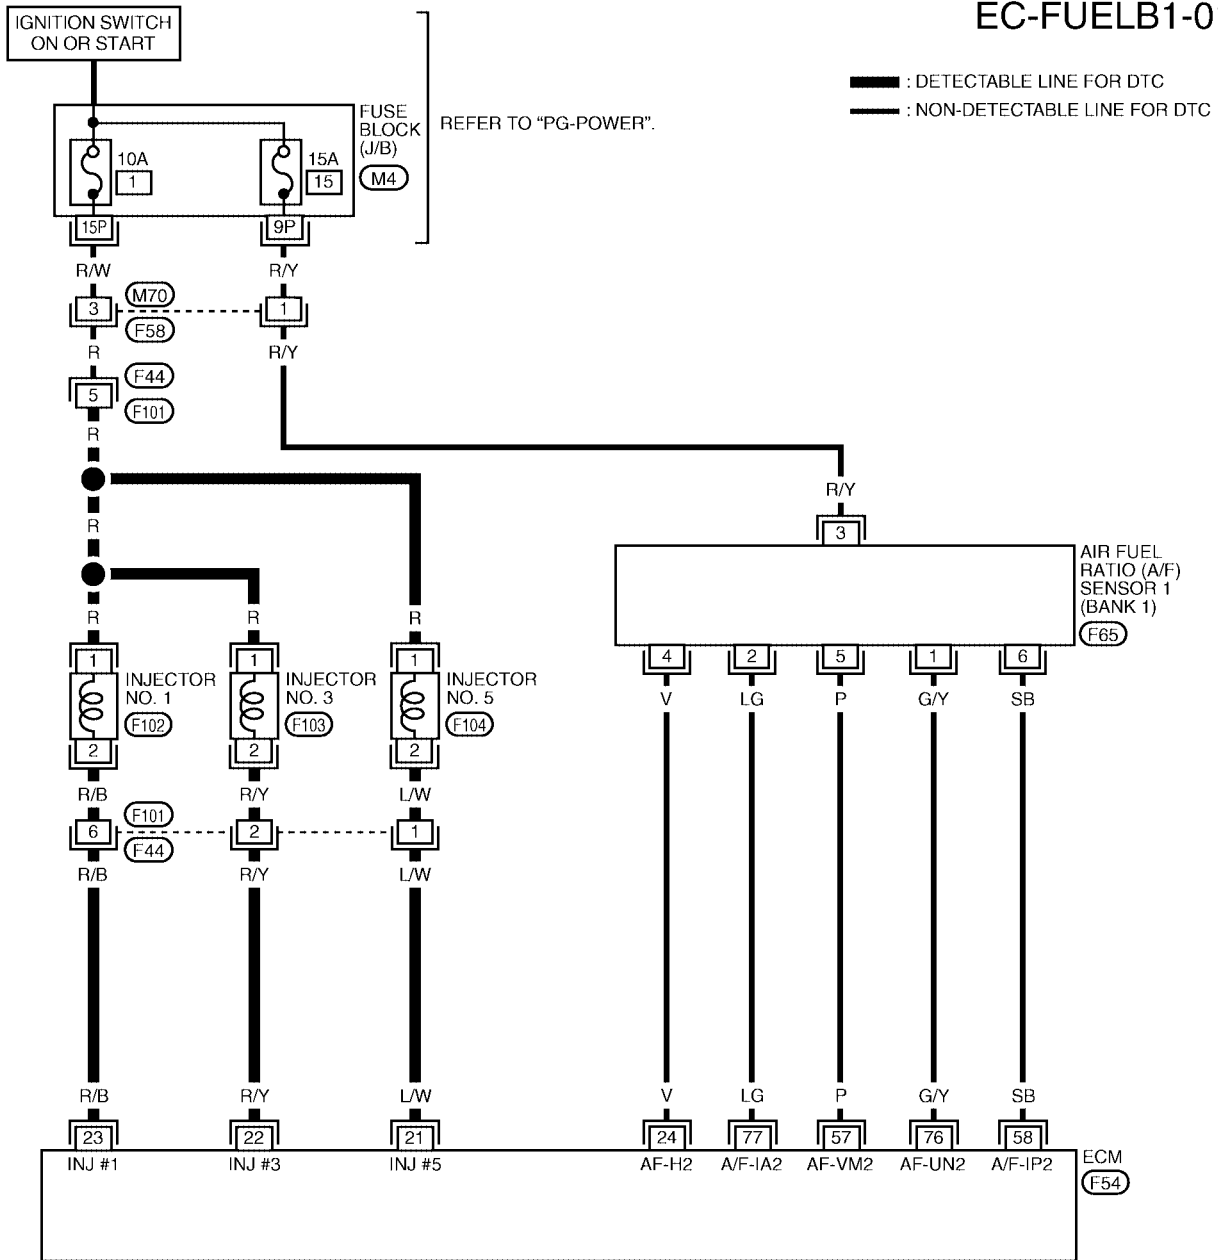 EC-FUELB1-0
IGNITION SWITCH
ON OR START
: DETECTABLE LINE FOR DTC
: NON-DETECTABLE LINE FOR DTC
FUSE
BLOCK
(J/B)
M4
REFER TO “PG-POWER”.
10A
1
15A
15
15P
9P
R/W
R/Y
M70
3
1
F58
R
R/Y
F44
5
F101
R
R/Y
R
3
AIR FUEL
RATIO (A/F)
SENSOR 1
(BANK 1)
F65
R
R
R
1
1
1
4
2
5
1
6
INJECTOR
NO. 1
F102
INJECTOR
NO. 3
F103
INJECTOR
NO. 5
F104
V
LG
P
G/Y
SB
2
2
2
R/B
R/Y
L/W
F101
6
2
1
F44
R/B
R/Y
L/W
R/B
R/Y
L/W
V
LG
P
G/Y
SB
23
22
21
24
77
57
76
58
INJ #1
INJ #3
INJ #5
AF-H2
A/F-IA2
AF-VM2
AF-UN2
A/F-IP2
ECM
F54